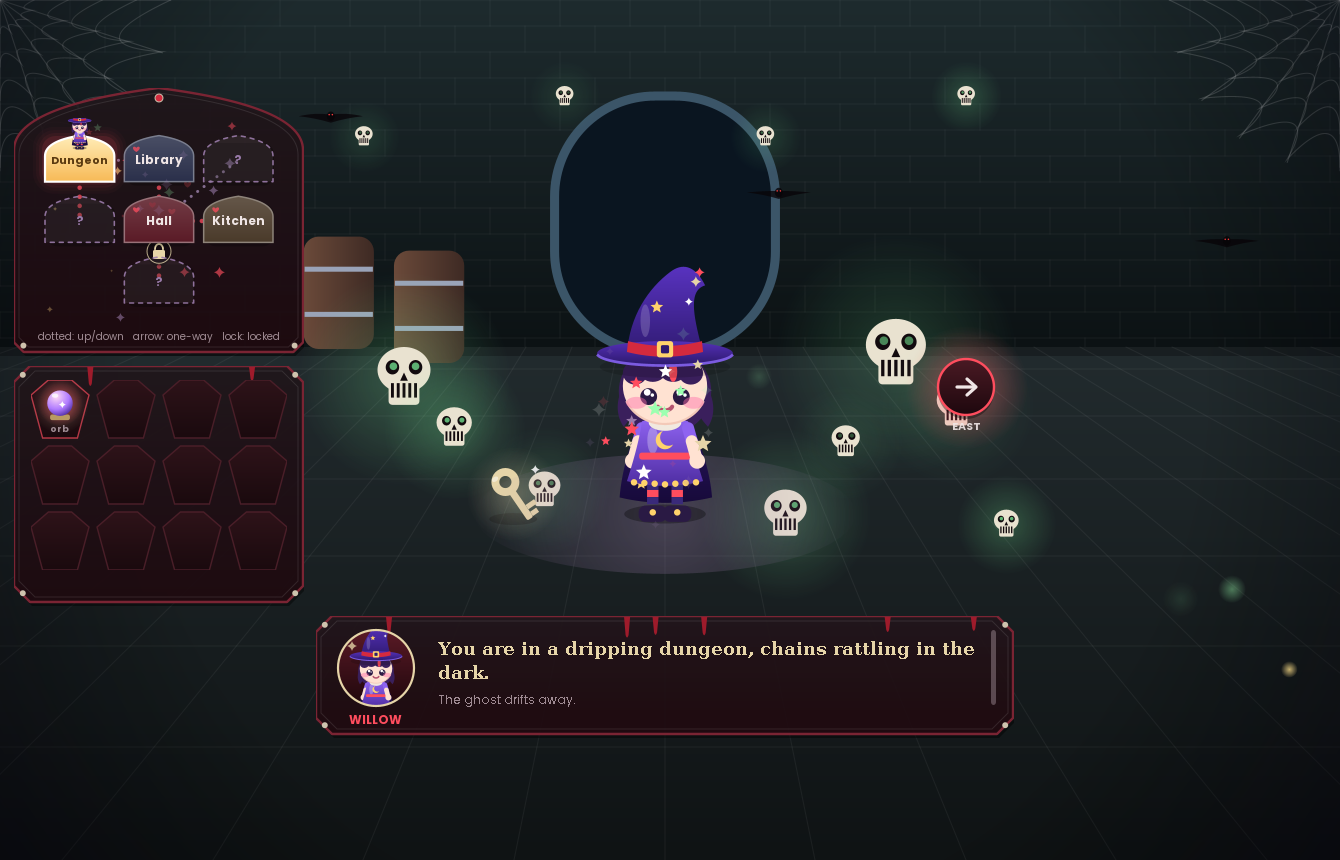 Dungeon
Library
?
?
Hall
Kitchen
?
dotted: up/down arrow: one-way lock: locked
orb
EAST
You are in a dripping dungeon, chains rattling in the
dark.
The ghost drifts away.
WILLOW